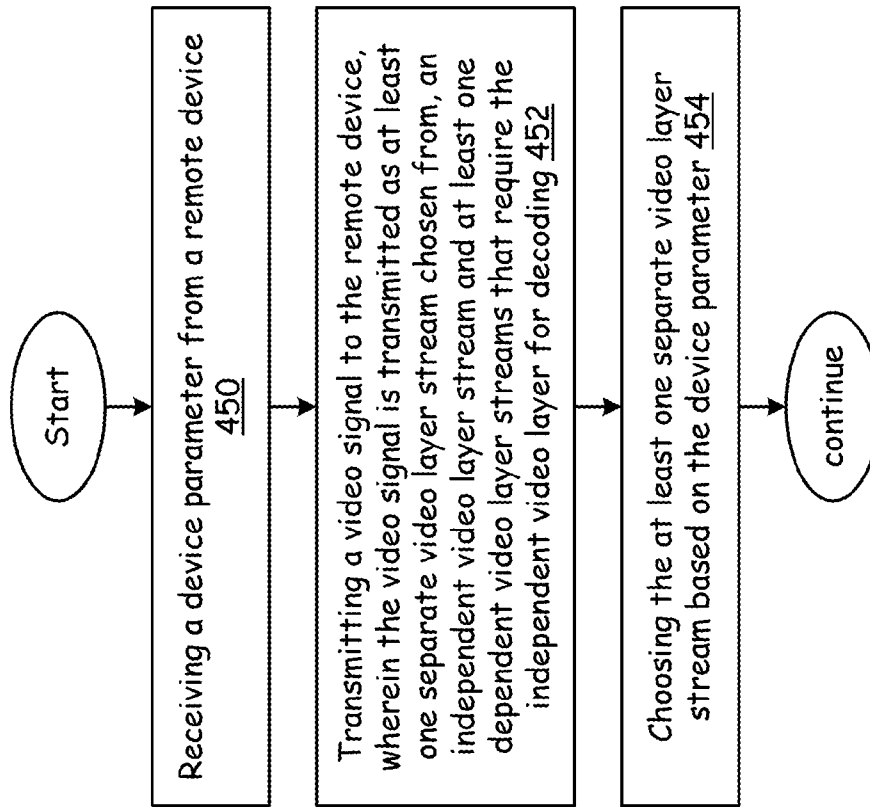 Start
Receiving a device parameter from a remote device
450
Transmitting a video signal to the remote device,
wherein the video signal is transmitted as at least
one separate video layer stream chosen from, an
independent video layer stream and at least one
dependent video layer streams that require the
independent video layer for decoding 452
Choosing the at least one separate video layer
stream based on the device parameter 454
continue